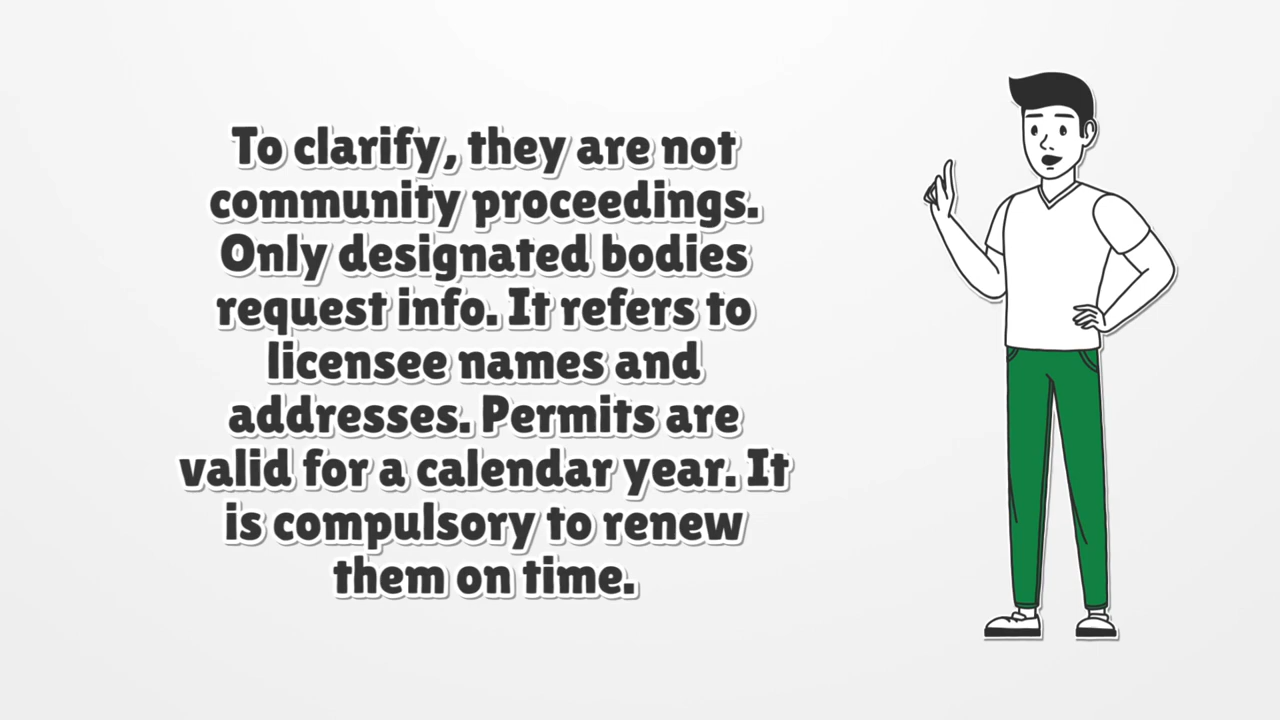 To clarify, they are not
community proceedings.
Only designated bodies
request info. It refers to
licensee names and
addresses. Permits are
valid for a calendar year. It
is compulsory to renew
them on time.